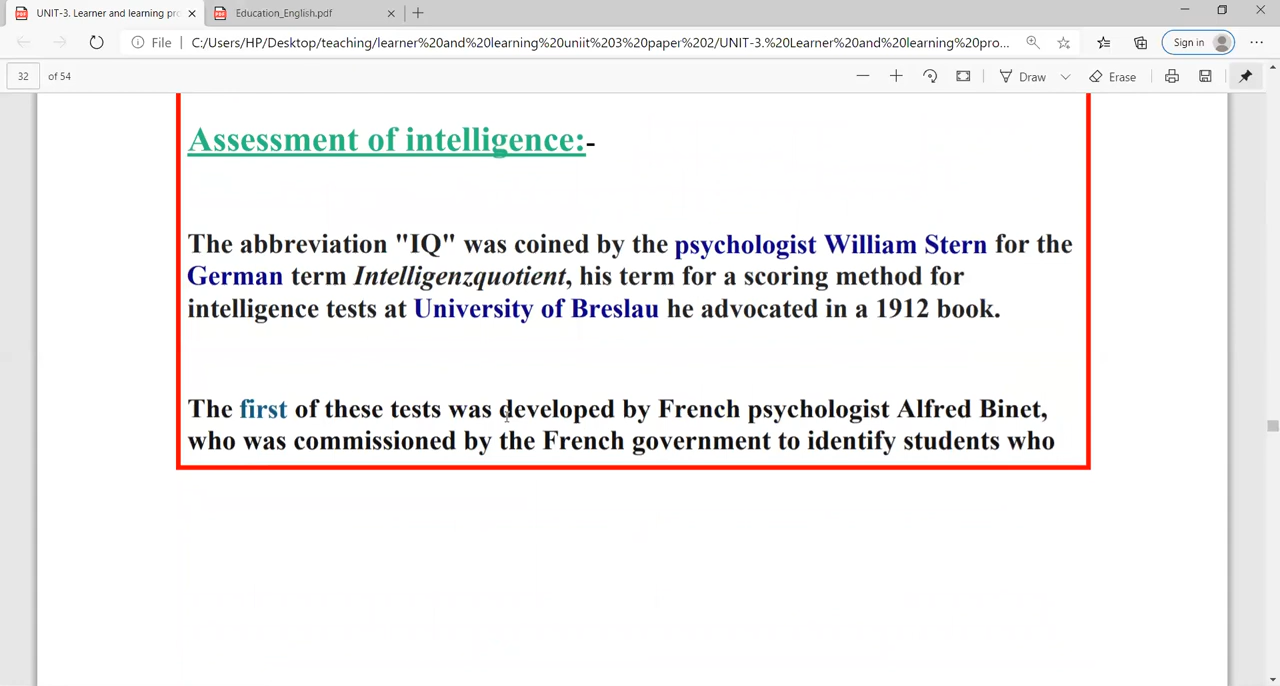 UNIT-3. Learner and learning pro
Education_English.pdf
File
C:/Users/HP/Desktop/teaching/learner%20and%20learning%20uniit%203%20paper%202/UNIT-3.%20Learner%20and%20learning%20pro...
Sign in
32 of 54
Draw
Erase
Assessment of intelligence:-
The abbreviation "IQ" was coined by the psychologist William Stern for the
German term Intelligenzquotient, his term for a scoring method for
intelligence tests at University of Breslau he advocated in a 1912 book.
The first of these tests was developed by French psychologist Alfred Binet,
who was commissioned by the French government to identify students who